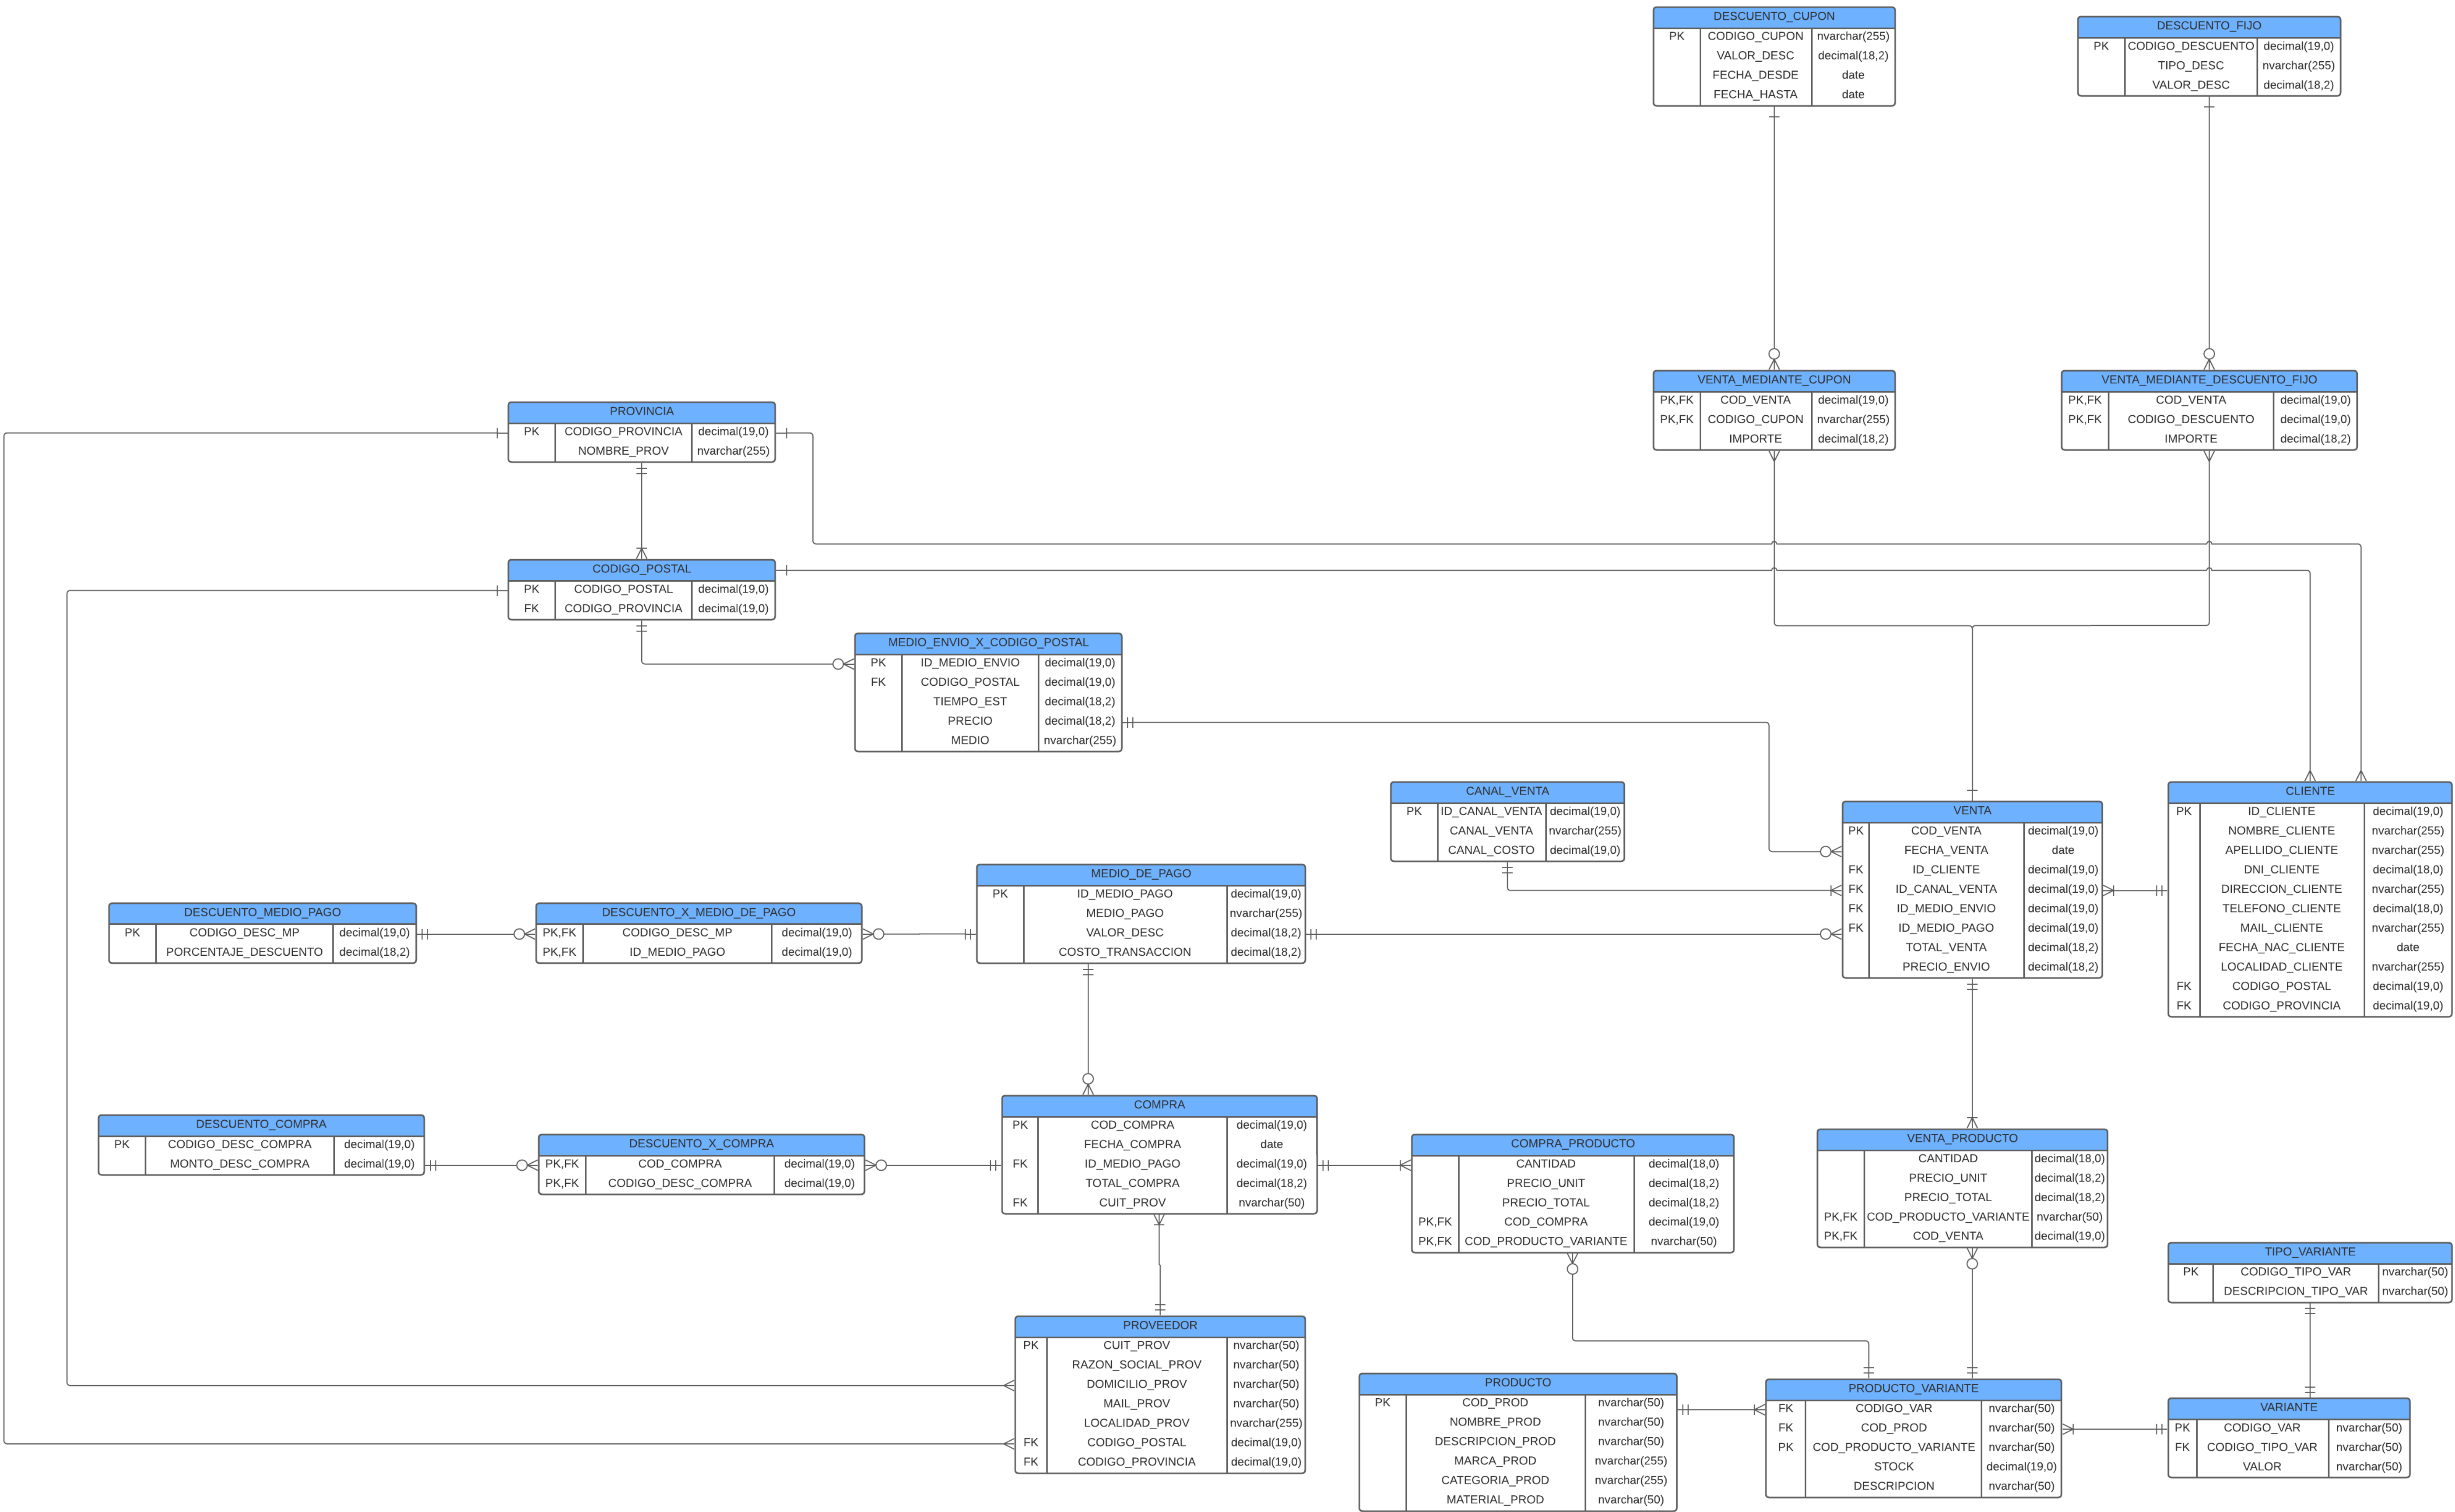 DESCUENTO_CUPON
PK CODIGO_CUPON nvarchar(255)
VALOR_DESC decimal(18,2)
FECHA_DESDE date
FECHA_HASTA date
DESCUENTO_FIJO
PK CODIGO_DESCUENTO decimal(19,0)
TIPO_DESC nvarchar(255)
VALOR_DESC decimal(18,2)
VENTA_MEDIANTE_CUPON
PK,FK COD_VENTA decimal(19,0)
PK,FK CODIGO_CUPON nvarchar(255)
IMPORTE decimal(18,2)
VENTA_MEDIANTE_DESCUENTO_FIJO
PK,FK COD_VENTA decimal(19,0)
PK,FK CODIGO_DESCUENTO decimal(19,0)
IMPORTE decimal(18,2)
PROVINCIA
PK CODIGO_PROVINCIA decimal(19,0)
NOMBRE_PROV nvarchar(255)
CODIGO_POSTAL
PK CODIGO_POSTAL decimal(19,0)
FK CODIGO_PROVINCIA decimal(19,0)
MEDIO_ENVIO_X_CODIGO_POSTAL
PK ID_MEDIO_ENVIO decimal(19,0)
FK CODIGO_POSTAL decimal(19,0)
TIEMPO_EST decimal(18,2)
PRECIO decimal(18,2)
MEDIO nvarchar(255)
CANAL_VENTA
PK ID_CANAL_VENTA decimal(19,0)
CANAL_VENTA nvarchar(255)
CANAL_COSTO decimal(19,0)
VENTA
PK COD_VENTA decimal(19,0)
FECHA_VENTA date
FK ID_CLIENTE decimal(19,0)
FK ID_CANAL_VENTA decimal(19,0)
FK ID_MEDIO_ENVIO decimal(19,0)
FK ID_MEDIO_PAGO decimal(19,0)
TOTAL_VENTA decimal(18,2)
PRECIO_ENVIO decimal(18,2)
CLIENTE
PK ID_CLIENTE decimal(19,0)
NOMBRE_CLIENTE nvarchar(255)
APELLIDO_CLIENTE nvarchar(255)
DNI_CLIENTE decimal(18,0)
DIRECCION_CLIENTE nvarchar(255)
TELEFONO_CLIENTE decimal(18,0)
MAIL_CLIENTE nvarchar(255)
FECHA_NAC_CLIENTE date
LOCALIDAD_CLIENTE nvarchar(255)
FK CODIGO_POSTAL decimal(19,0)
FK CODIGO_PROVINCIA decimal(19,0)
DESCUENTO_MEDIO_PAGO
PK CODIGO_DESC_MP decimal(19,0)
PORCENTAJE_DESCUENTO decimal(18,2)
DESCUENTO_X_MEDIO_DE_PAGO
PK,FK CODIGO_DESC_MP decimal(19,0)
PK,FK ID_MEDIO_PAGO decimal(19,0)
MEDIO_DE_PAGO
PK ID_MEDIO_PAGO decimal(19,0)
MEDIO_PAGO nvarchar(255)
VALOR_DESC decimal(18,2)
COSTO_TRANSACCION decimal(18,2)
DESCUENTO_COMPRA
PK CODIGO_DESC_COMPRA decimal(19,0)
MONTO_DESC_COMPRA decimal(19,0)
DESCUENTO_X_COMPRA
PK,FK COD_COMPRA decimal(19,0)
PK,FK CODIGO_DESC_COMPRA decimal(19,0)
COMPRA
PK COD_COMPRA decimal(19,0)
FECHA_COMPRA date
FK ID_MEDIO_PAGO decimal(19,0)
TOTAL_COMPRA decimal(18,2)
FK CUIT_PROV nvarchar(50)
COMPRA_PRODUCTO
CANTIDAD decimal(18,0)
PRECIO_UNIT decimal(18,2)
PRECIO_TOTAL decimal(18,2)
PK,FK COD_COMPRA decimal(19,0)
PK,FK COD_PRODUCTO_VARIANTE nvarchar(50)
VENTA_PRODUCTO
CANTIDAD decimal(18,0)
PRECIO_UNIT decimal(18,2)
PRECIO_TOTAL decimal(18,2)
PK,FK COD_PRODUCTO_VARIANTE nvarchar(50)
PK,FK COD_VENTA decimal(19,0)
TIPO_VARIANTE
PK CODIGO_TIPO_VAR nvarchar(50)
DESCRIPCION_TIPO_VAR nvarchar(50)
PROVEEDOR
PK CUIT_PROV nvarchar(50)
RAZON_SOCIAL_PROV nvarchar(50)
DOMICILIO_PROV nvarchar(50)
MAIL_PROV nvarchar(50)
LOCALIDAD_PROV nvarchar(255)
FK CODIGO_POSTAL decimal(19,0)
FK CODIGO_PROVINCIA decimal(19,0)
PRODUCTO
PK COD_PROD nvarchar(50)
NOMBRE_PROD nvarchar(50)
DESCRIPCION_PROD nvarchar(50)
MARCA_PROD nvarchar(255)
CATEGORIA_PROD nvarchar(255)
MATERIAL_PROD nvarchar(50)
PRODUCTO_VARIANTE
FK CODIGO_VAR nvarchar(50)
FK COD_PROD nvarchar(50)
PK COD_PRODUCTO_VARIANTE nvarchar(50)
STOCK decimal(19,0)
DESCRIPCION nvarchar(50)
VARIANTE
PK CODIGO_VAR nvarchar(50)
FK CODIGO_TIPO_VAR nvarchar(50)
VALOR nvarchar(50)